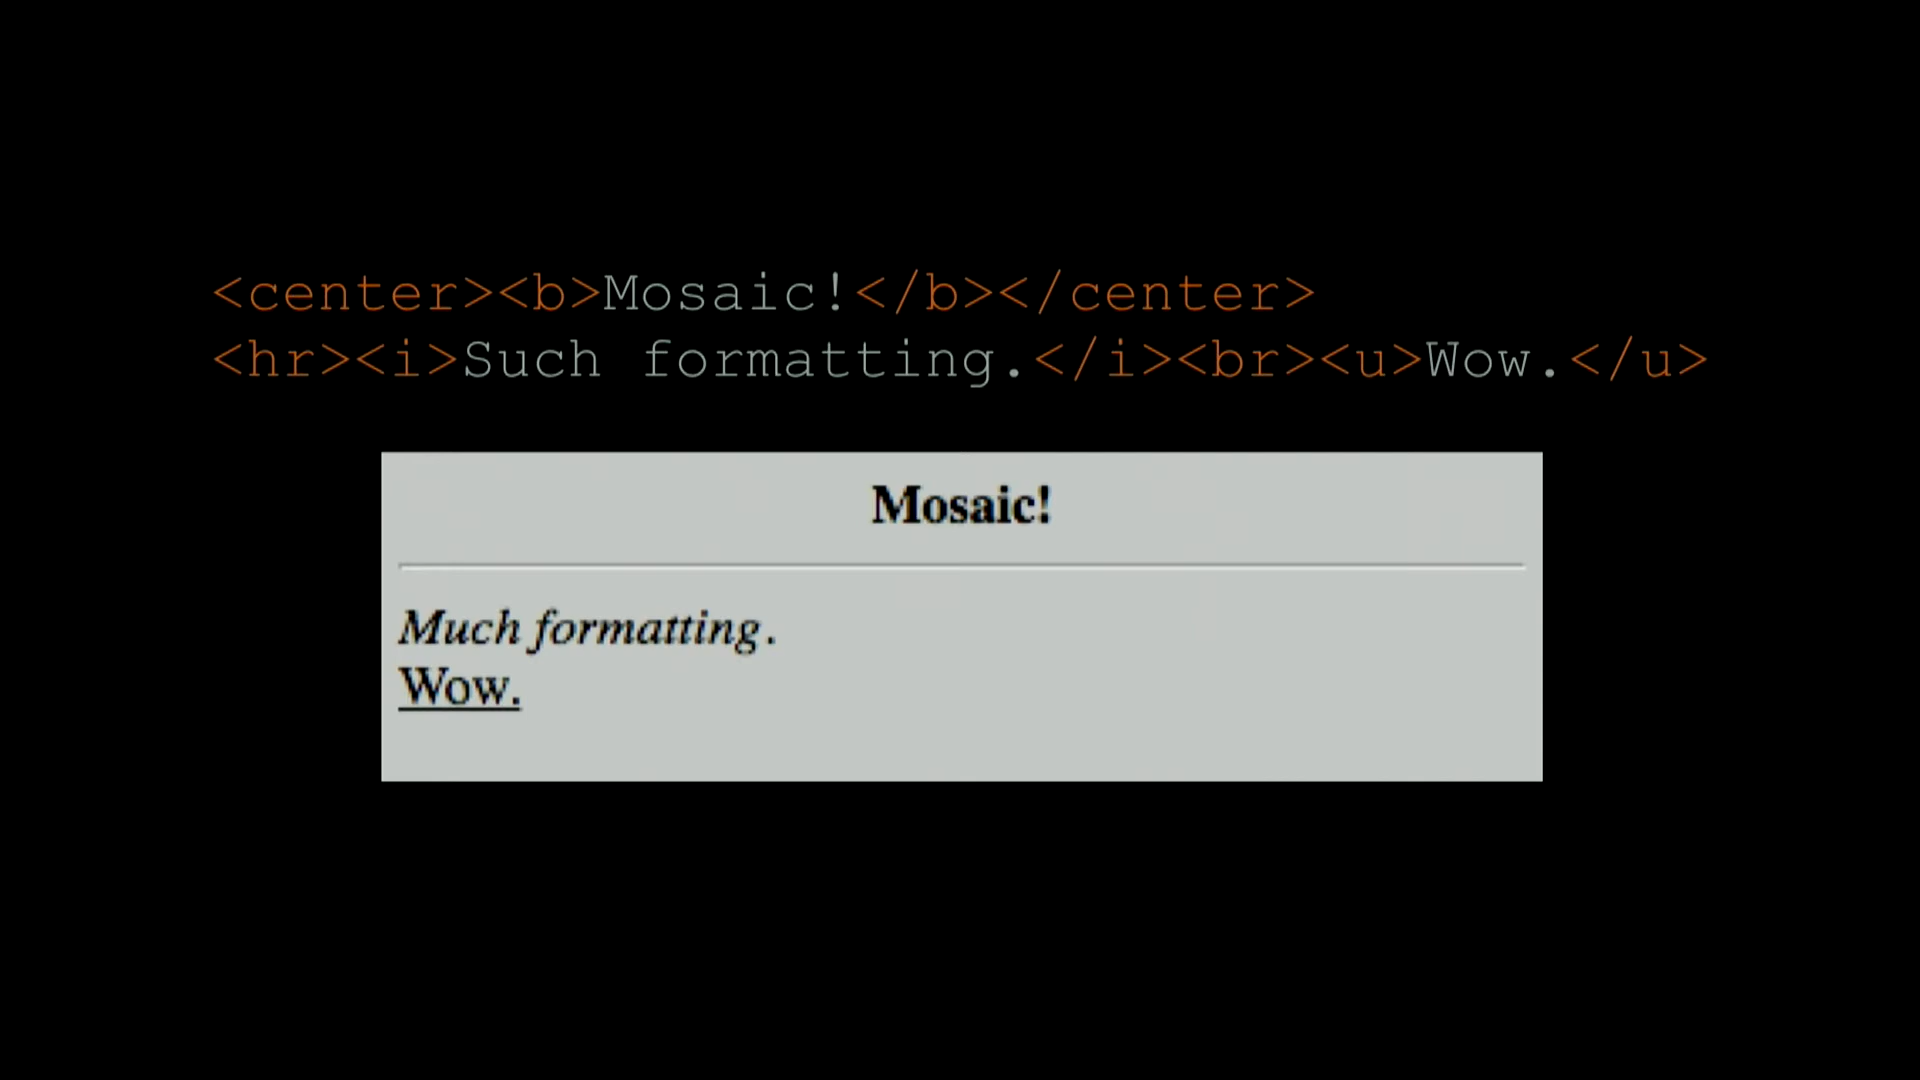 <center><b>Mosaic!</b></center>
<hr><i>Such formatting.</i><br><u>Wow.</u>
Mosaic!
Much formatting.
Wow.